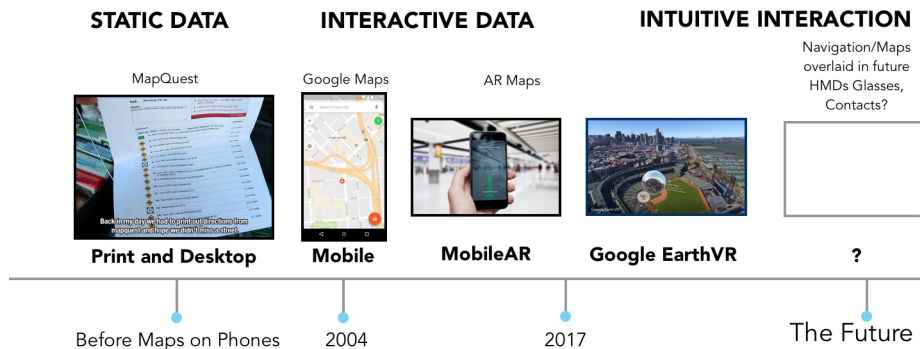 STATIC DATA
INTERACTIVE DATA
INTUITIVE INTERACTION
MapQuest
Google Maps
AR Maps
Navigation/Maps
overlaid in future
HMDs Glasses,
Contacts?
Back in my day we had to print out directions from
mapquest and hope we didn't miss a street.
Print and Desktop
Mobile
MobileAR
Google EarthVR
?
Before Maps on Phones
2004
2017
The Future